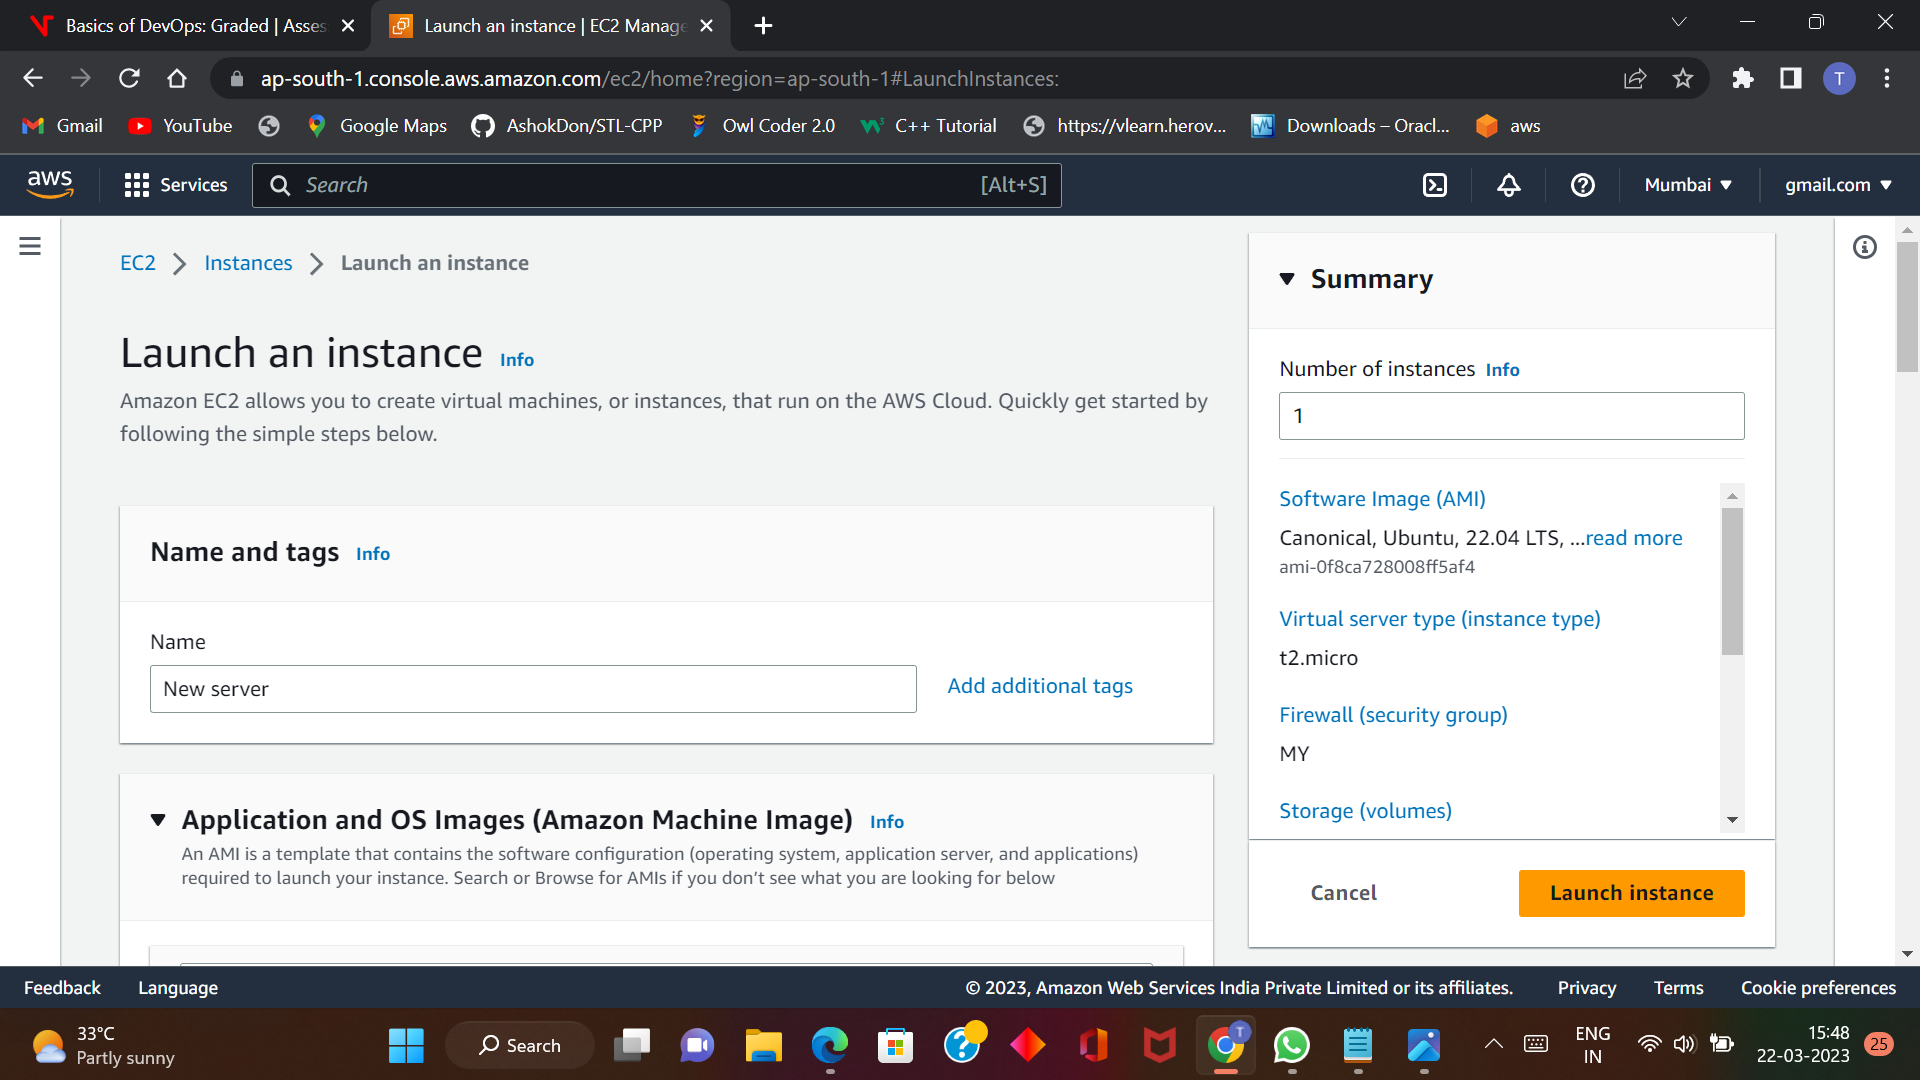 Basics of DevOps: Graded | Asses
Launch an instance | EC2 Manage
ap-south-1.console.aws.amazon.com/ec2/home?region=ap-south-1#LaunchInstances:
T
Gmail
YouTube
Google Maps
AshokDon/STL-CPP
Owl Coder 2.0
C++ Tutorial
https://vlearn.herov...
Downloads – Oracl...
aws
aws
Services
Search
[Alt+S]
Mumbai
gmail.com
EC2
Instances
Launch an instance
Launch an instance Info
Amazon EC2 allows you to create virtual machines, or instances, that run on the AWS Cloud. Quickly get started by
following the simple steps below.
Name and tags Info
Name
New server
Add additional tags
Application and OS Images (Amazon Machine Image) Info
An AMI is a template that contains the software configuration (operating system, application server, and applications)
required to launch your instance. Search or Browse for AMIs if you don’t see what you are looking for below
Summary
Number of instances Info
1
Software Image (AMI)
Canonical, Ubuntu, 22.04 LTS, ...read more
ami-0f8ca728008ff5af4
Virtual server type (instance type)
t2.micro
Firewall (security group)
MY
Storage (volumes)
Cancel
Launch instance
Feedback
Language
© 2023, Amazon Web Services India Private Limited or its affiliates.
Privacy
Terms
Cookie preferences
33°C
Partly sunny
Search
T
ENG
IN
15:48
22-03-2023
25